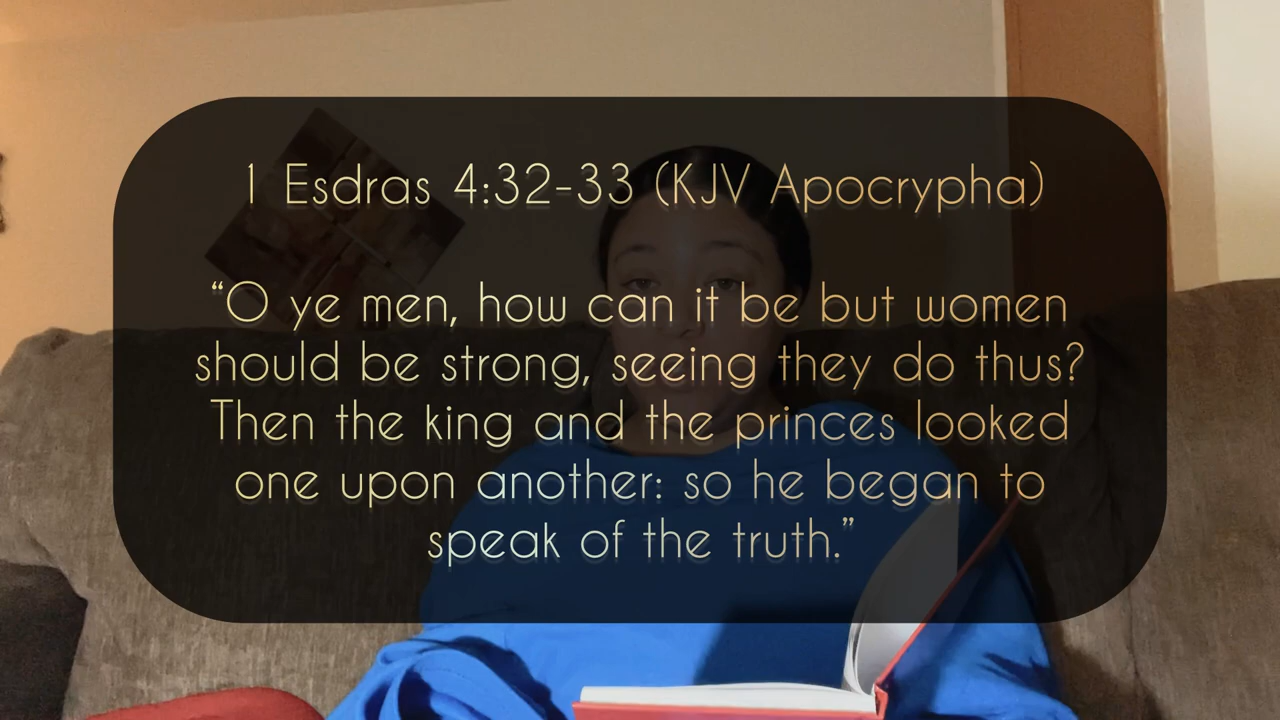 1 Esdras 4:32-33 (KJV Apocrypha)
“O ye men, how can it be but women
should be strong, seeing they do thus?
Then the king and the princes looked
one upon another: so he began to
speak of the truth.”